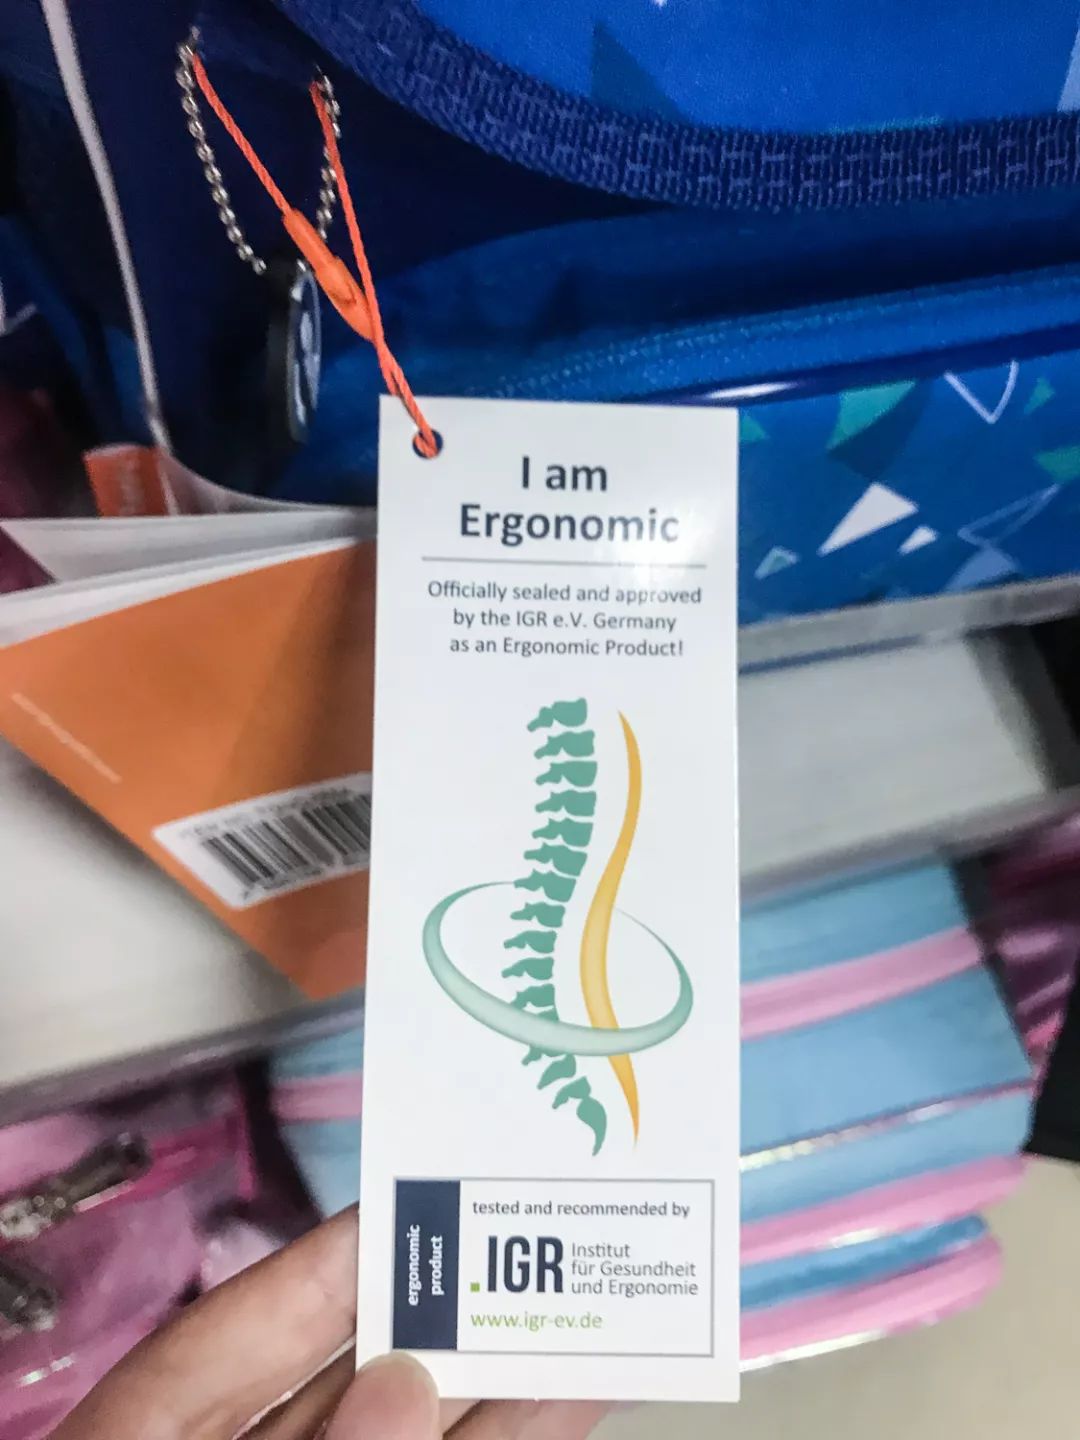 I am
Ergonomic
Officially sealed and approved
by the IGR e.V. Germany
as an Ergonomic Product!
ergonomic
product
tested and recommended by
.IGR
Institut
für Gesundheit
und Ergonomie
www.igr-ev.de